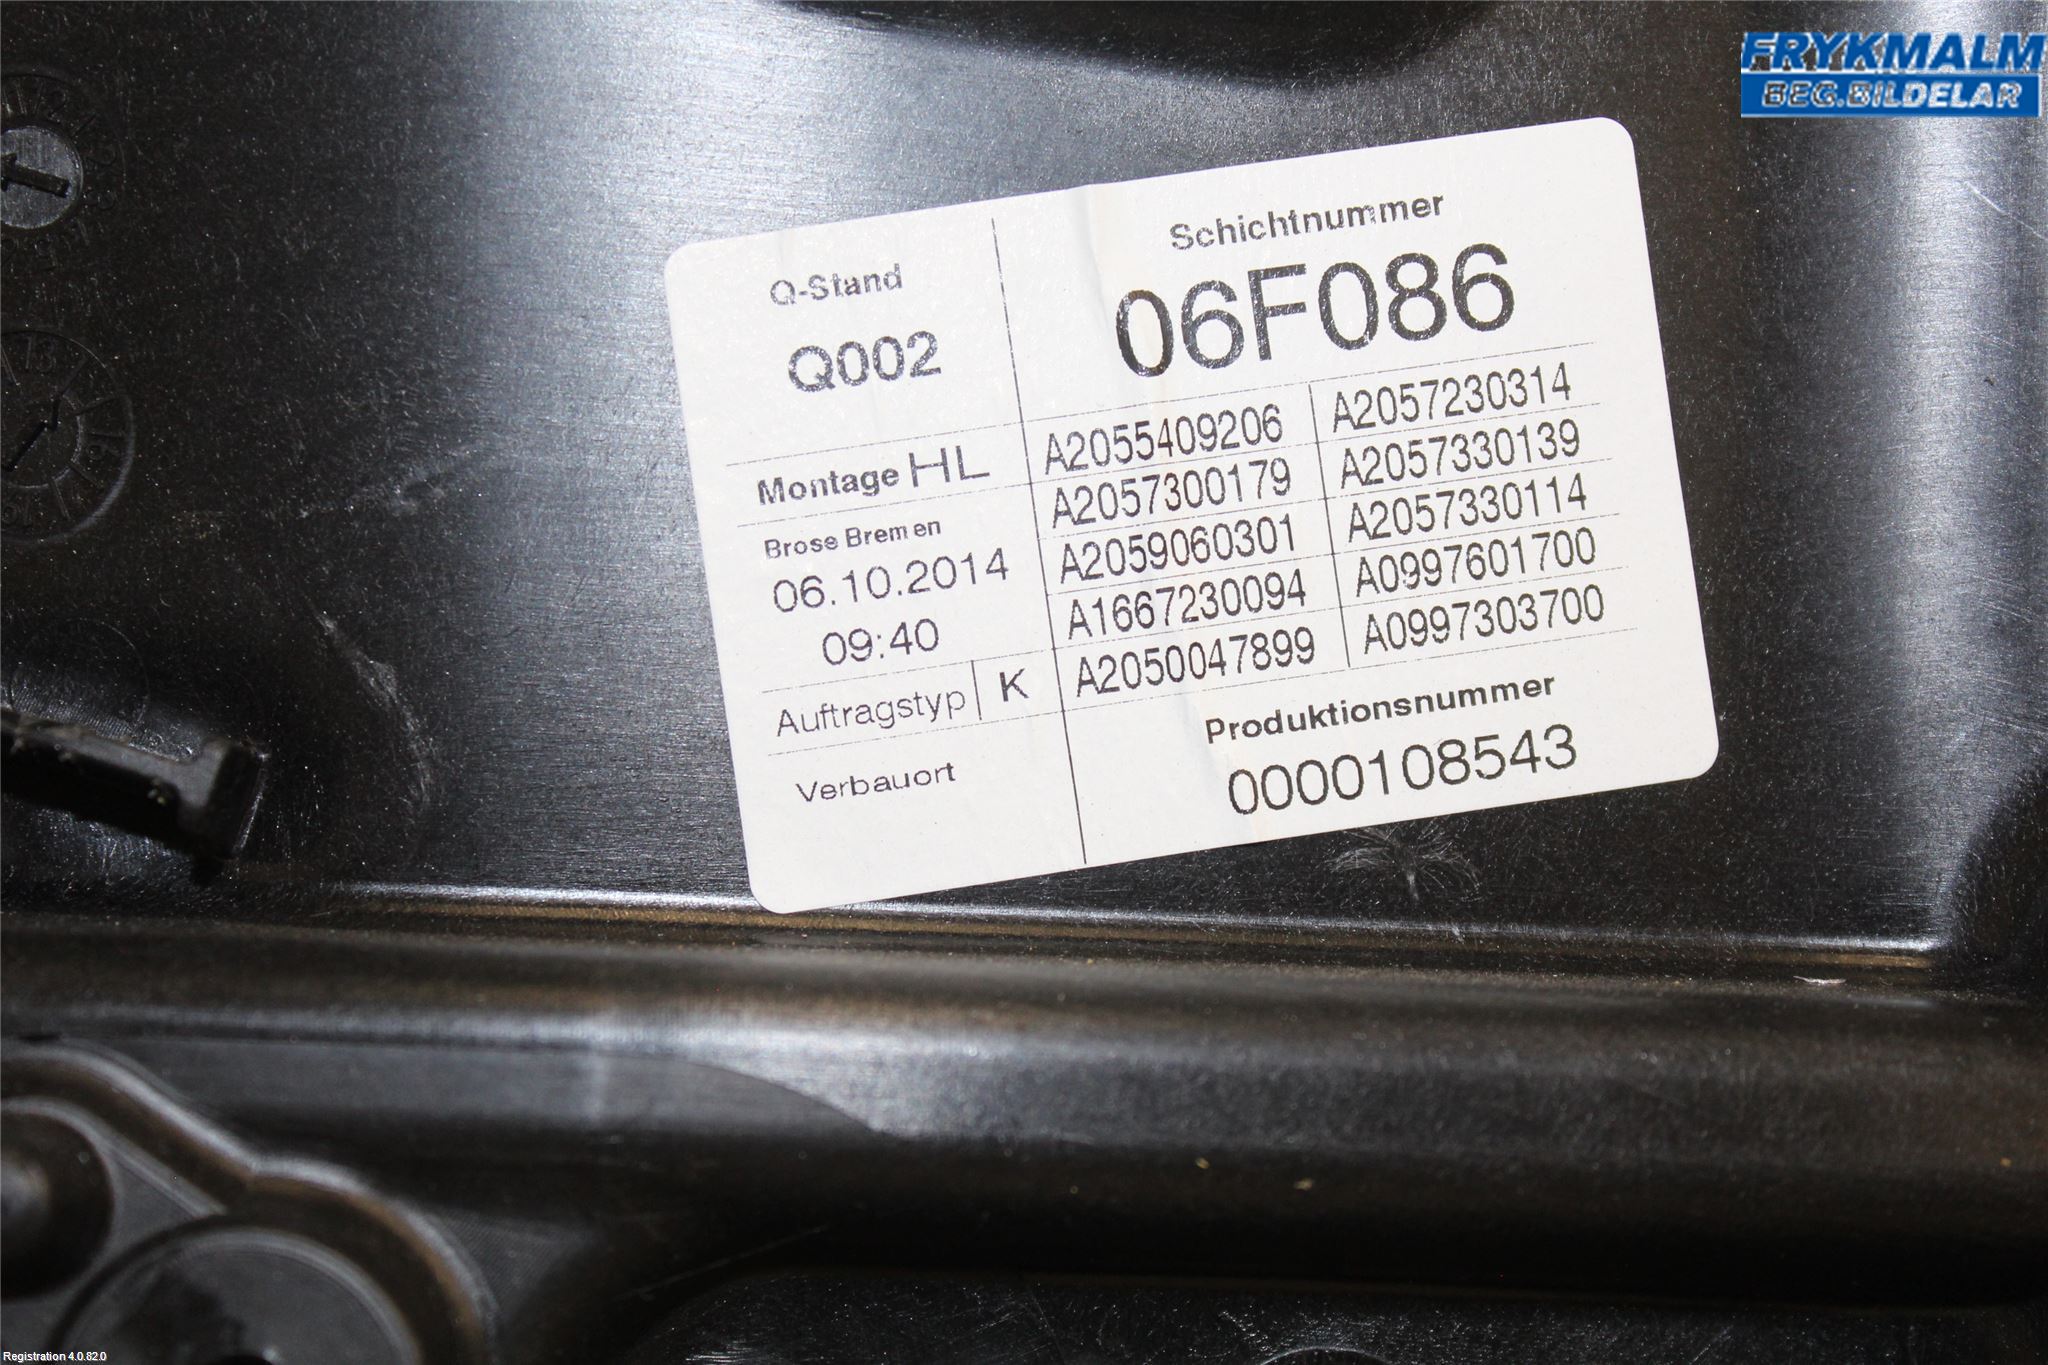 FRYKMALM
BEG.BILDELAR
Q-Stand
Q002
Schichtnummer
06F086
Montage HL
Brose Bremen
06.10.2014
09:40
Auftragstyp K
Verbauort
A2055409206 A2057230314
A2057300179 A2057330139
A2059060301 A2057330114
A1667230094 A0997601700
A2050047899 A0997303700
Produktionsnummer
0000108543
Registration 4.0.82.0